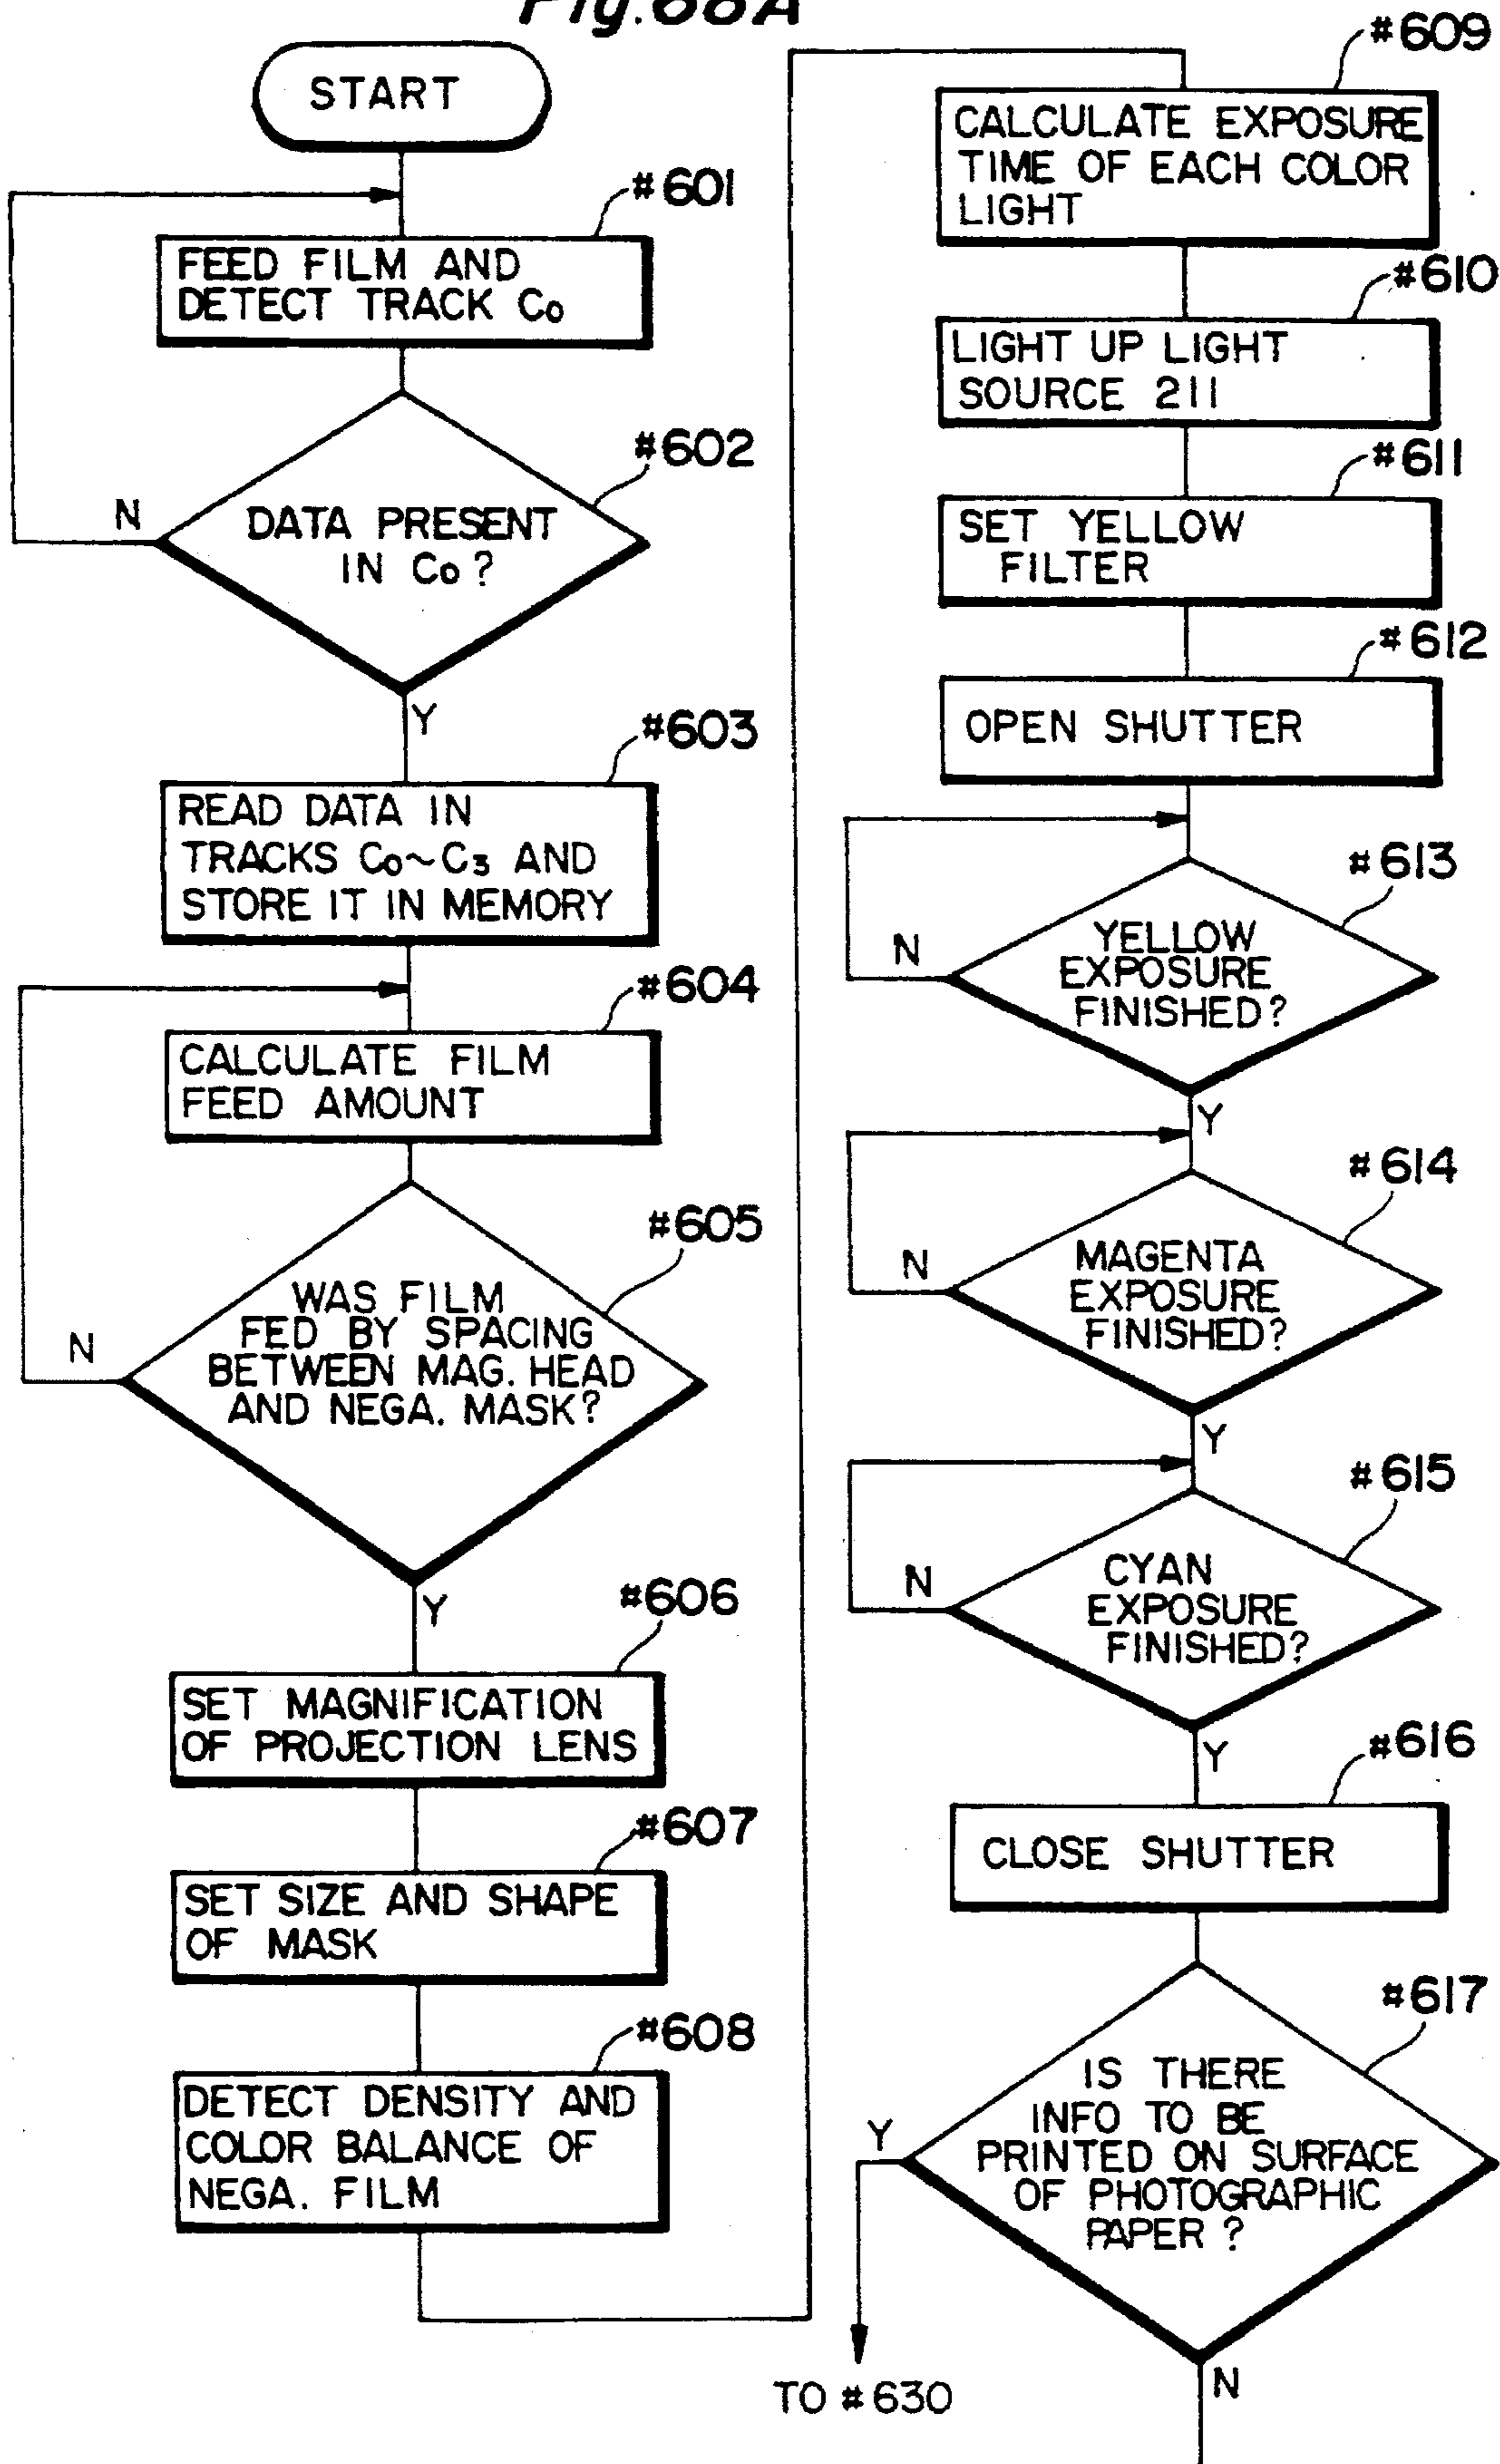 Fig. 68A
START
#601
FEED FILM AND
DETECT TRACK C0
#602
DATA PRESENT
IN C0?
N
Y
#603
READ DATA IN
TRACKS C0~C3 AND
STORE IT IN MEMORY
#604
CALCULATE FILM
FEED AMOUNT
#605
WAS FILM
FED BY SPACING
BETWEEN MAG. HEAD
AND NEGA. MASK?
N
Y
#606
SET MAGNIFICATION
OF PROJECTION LENS
#607
SET SIZE AND SHAPE
OF MASK
#608
DETECT DENSITY AND
COLOR BALANCE OF
NEGA. FILM
#609
CALCULATE EXPOSURE
TIME OF EACH COLOR
LIGHT
#610
LIGHT UP LIGHT
SOURCE 211
#611
SET YELLOW
FILTER
#612
OPEN SHUTTER
#613
YELLOW
EXPOSURE
FINISHED?
N
Y
#614
MAGENTA
EXPOSURE
FINISHED?
N
Y
#615
CYAN
EXPOSURE
FINISHED?
N
Y
#616
CLOSE SHUTTER
#617
IS THERE
INFO TO BE
PRINTED ON SURFACE
OF PHOTOGRAPHIC
PAPER ?
Y
TO #630
N